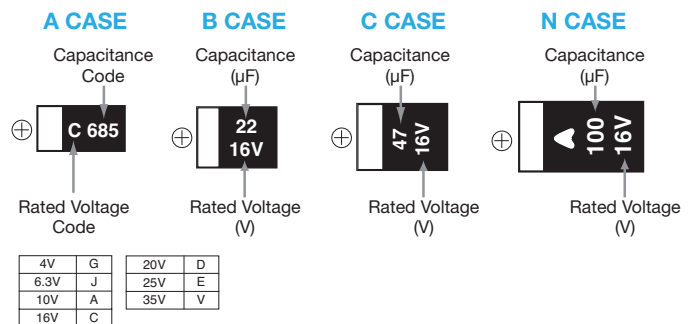 A CASE
B CASE
C CASE
N CASE
Capacitance
Code
Capacitance
(µF)
Capacitance
(µF)
Capacitance
(µF)
C 685
22
16V
47
16V
100
16V
Rated Voltage
Code
Rated Voltage
(V)
Rated Voltage
(V)
Rated Voltage
(V)
4V G
6.3V J
10V A
16V C
20V D
25V E
35V V